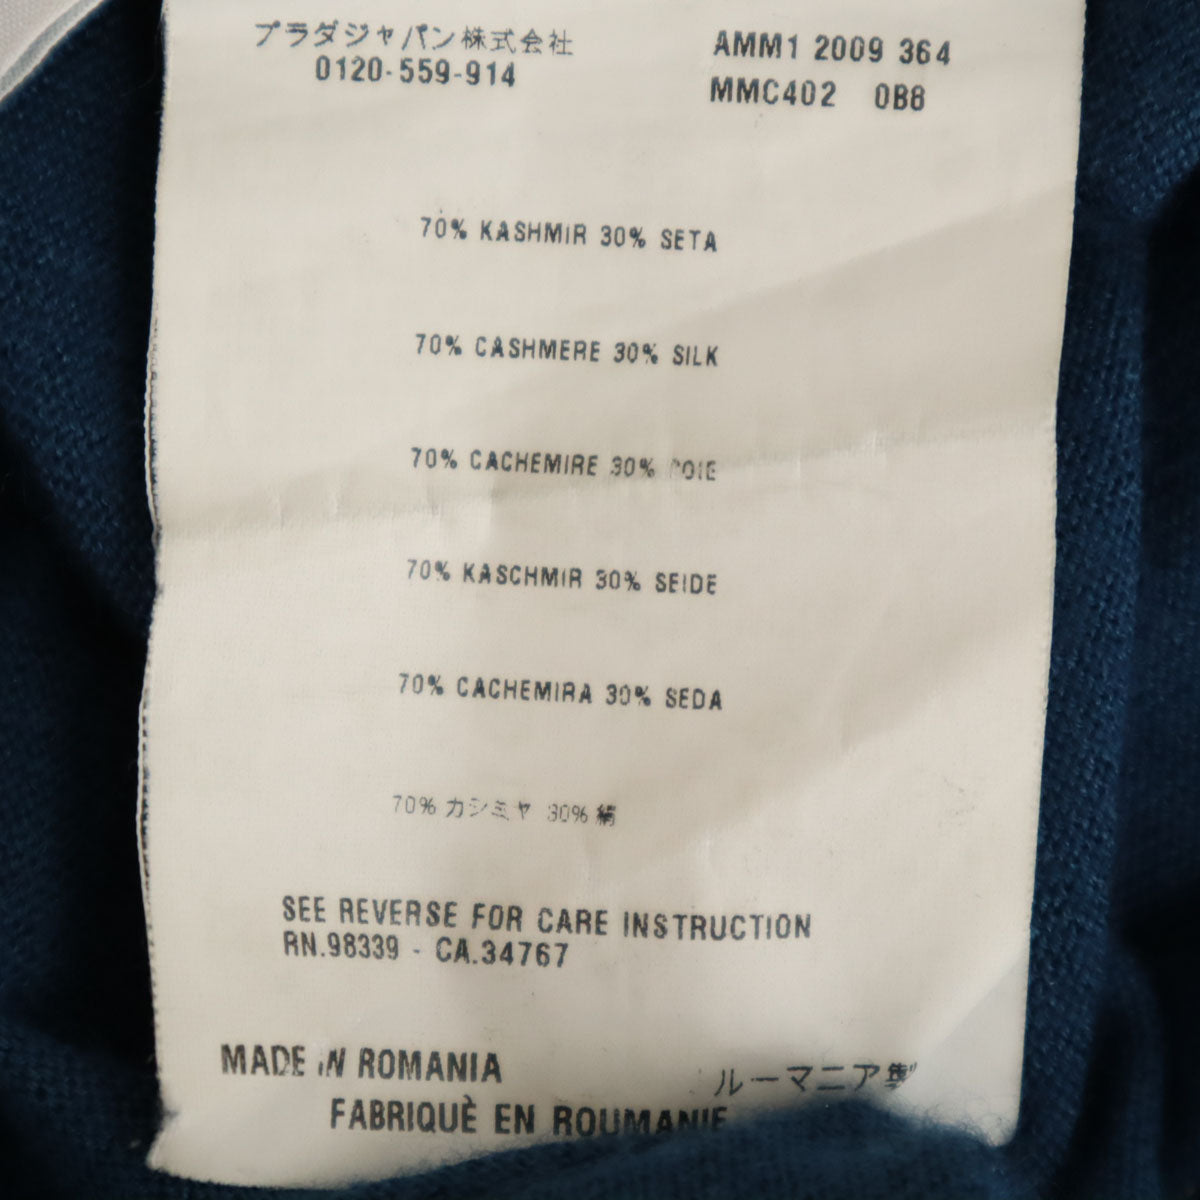 プラダジャパン株式会社
0120-559-914
AMM1 2009 364
MMC402 0B8
70% KASHMIR 30% SETA
70% CASHMERE 30% SILK
70% CACHEMIRE 30% SOIE
70% KASCHMIR 30% SEIDE
70% CACHEMIRA 30% SEDA
70% カシミヤ 30% 絹
SEE REVERSE FOR CARE INSTRUCTION
RN.98339 - CA.34767
MADE IN ROMANIA
ルーマニア製
FABRIQUÈ EN ROUMANIE